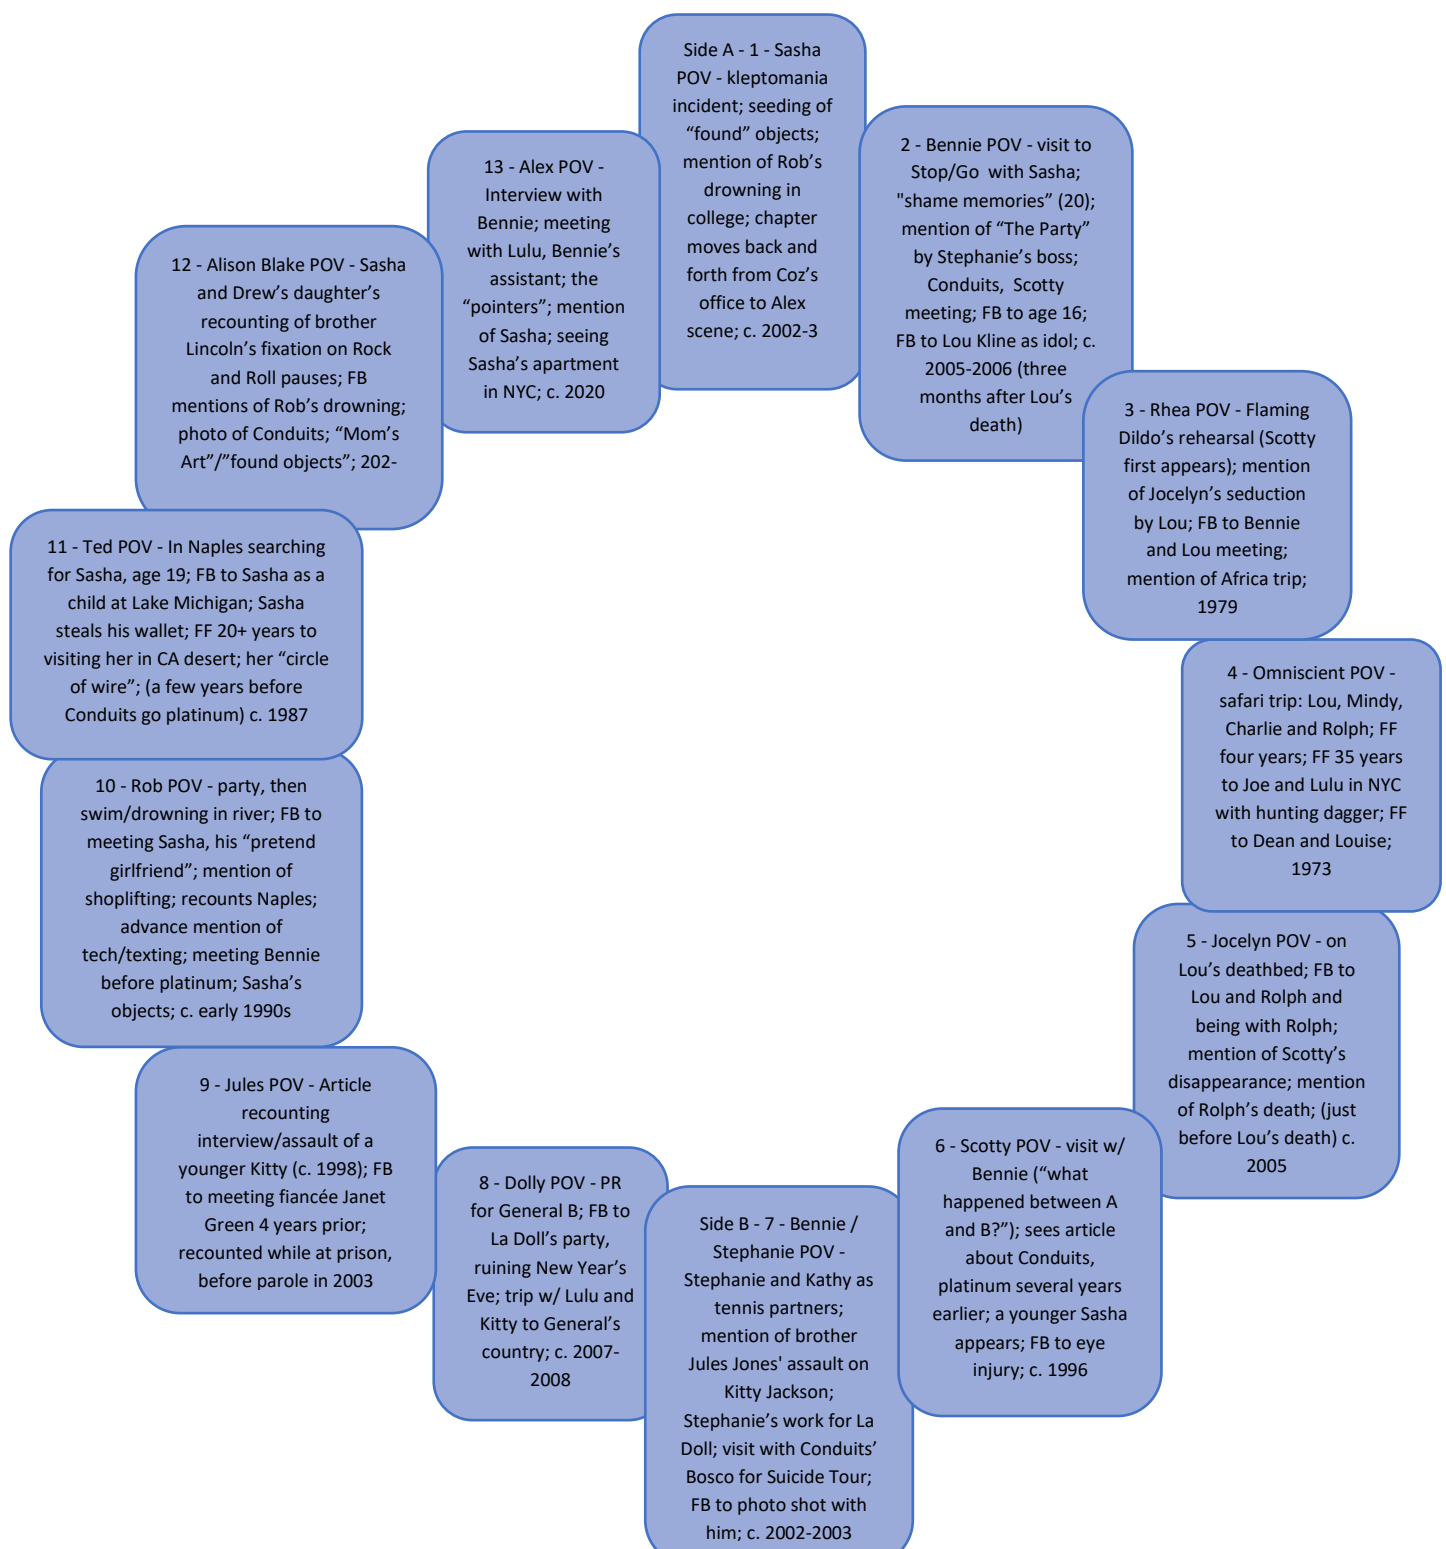 Side A - 1 - Sasha
POV - kleptomania
incident; seeding of
“found” objects;
mention of Rob’s
drowning in
college; chapter
moves back and
forth from Coz’s
office to Alex
scene; c. 2002-3
2 - Bennie POV - visit to
Stop/Go with Sasha;
"shame memories” (20);
mention of “The Party”
by Stephanie’s boss;
Conduits, Scotty
meeting; FB to age 16;
FB to Lou Kline as idol; c.
2005-2006 (three
months after Lou’s
death)
3 - Rhea POV - Flaming
Dildo’s rehearsal (Scotty
first appears); mention
of Jocelyn’s seduction
by Lou; FB to Bennie
and Lou meeting;
mention of Africa trip;
1979
4 - Omniscient POV -
safari trip: Lou, Mindy,
Charlie and Rolph; FF
four years; FF 35 years
to Joe and Lulu in NYC
with hunting dagger; FF
to Dean and Louise;
1973
5 - Jocelyn POV - on
Lou’s deathbed; FB to
Lou and Rolph and
being with Rolph;
mention of Scotty’s
disappearance; mention
of Rolph’s death; (just
before Lou’s death) c.
2005
6 - Scotty POV - visit w/
Bennie (“what
happened between A
and B?”); sees article
about Conduits,
platinum several years
earlier; a younger Sasha
appears; FB to eye
injury; c. 1996
Side B - 7 - Bennie /
Stephanie POV -
Stephanie and Kathy as
tennis partners;
mention of brother
Jules Jones' assault on
Kitty Jackson;
Stephanie’s work for La
Doll; visit with Conduits’
Bosco for Suicide Tour;
FB to photo shot with
him; c. 2002-2003
8 - Dolly POV - PR
for General B; FB to
La Doll’s party,
ruining New Year’s
Eve; trip w/ Lulu and
Kitty to General’s
country; c. 2007-
2008
9 - Jules POV - Article
recounting
interview/assault of a
younger Kitty (c. 1998); FB
to meeting fiancée Janet
Green 4 years prior;
recounted while at prison,
before parole in 2003
10 - Rob POV - party, then
swim/drowning in river; FB to
meeting Sasha, his “pretend
girlfriend”; mention of
shoplifting; recounts Naples;
advance mention of
tech/texting; meeting Bennie
before platinum; Sasha’s
objects; c. early 1990s
11 - Ted POV - In Naples searching
for Sasha, age 19; FB to Sasha as a
child at Lake Michigan; Sasha
steals his wallet; FF 20+ years to
visiting her in CA desert; her “circle
of wire”; (a few years before
Conduits go platinum) c. 1987
12 - Alison Blake POV - Sasha
and Drew’s daughter’s
recounting of brother
Lincoln’s fixation on Rock
and Roll pauses; FB
mentions of Rob’s drowning;
photo of Conduits; “Mom’s
Art”/”found objects”; 202-
13 - Alex POV -
Interview with
Bennie; meeting
with Lulu, Bennie’s
assistant; the
“pointers”; mention
of Sasha; seeing
Sasha’s apartment
in NYC; c. 2020